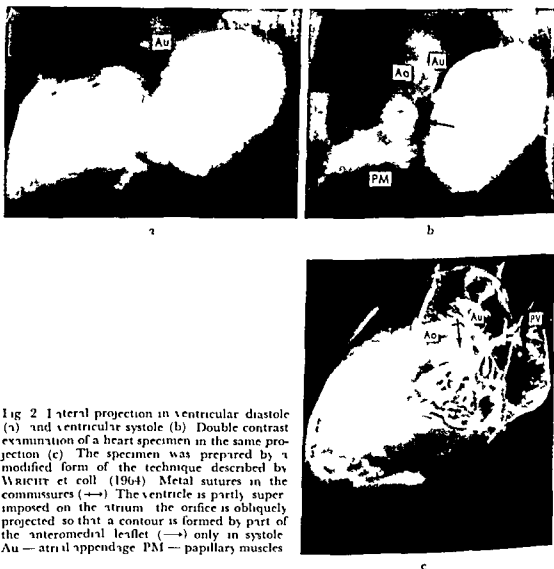 Au
Ao
Au
PM
a
b
Au
Ao
PV
Fig 2 Lateral projection in ventricular diastole
(a) and ventricular systole (b) Double contrast
examination of a heart specimen in the same pro-
jection (c) The specimen was prepared by a
modified form of the technique described by
WRIGHT et coll (1964) Metal sutures in the
commissures (⟶) The ventricle is partly super
imposed on the atrium the orifice is obliquely
projected so that a contour is formed by part of
the anteromedial leaflet (⟶) only in systole
Au — atrial appendage PM — papillary muscles
c